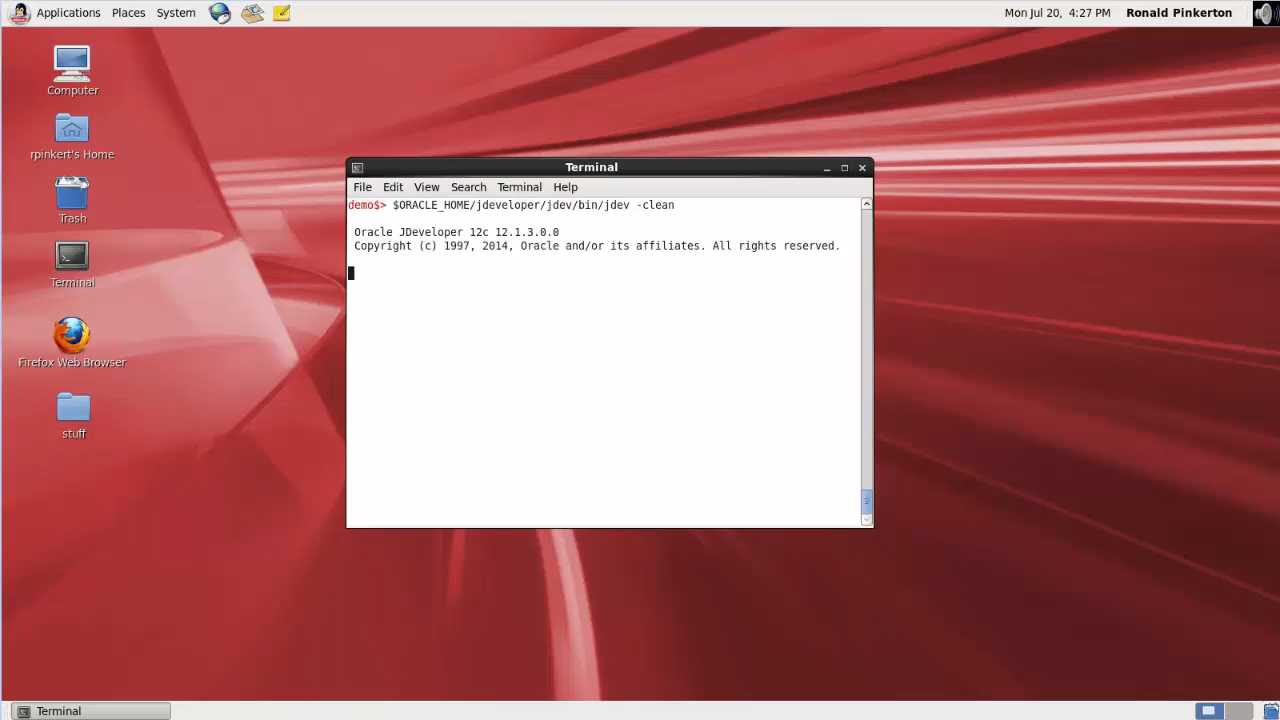 Applications Places System
Mon Jul 20, 4:27 PM Ronald Pinkerton
Computer
rpinkert's Home
Trash
Terminal
Firefox Web Browser
stuff
Terminal
File Edit View Search Terminal Help
demo$> $ORACLE_HOME/jdeveloper/jdev/bin/jdev -clean
Oracle JDeveloper 12c 12.1.3.0.0
Copyright (c) 1997, 2014, Oracle and/or its affiliates. All rights reserved.
Terminal